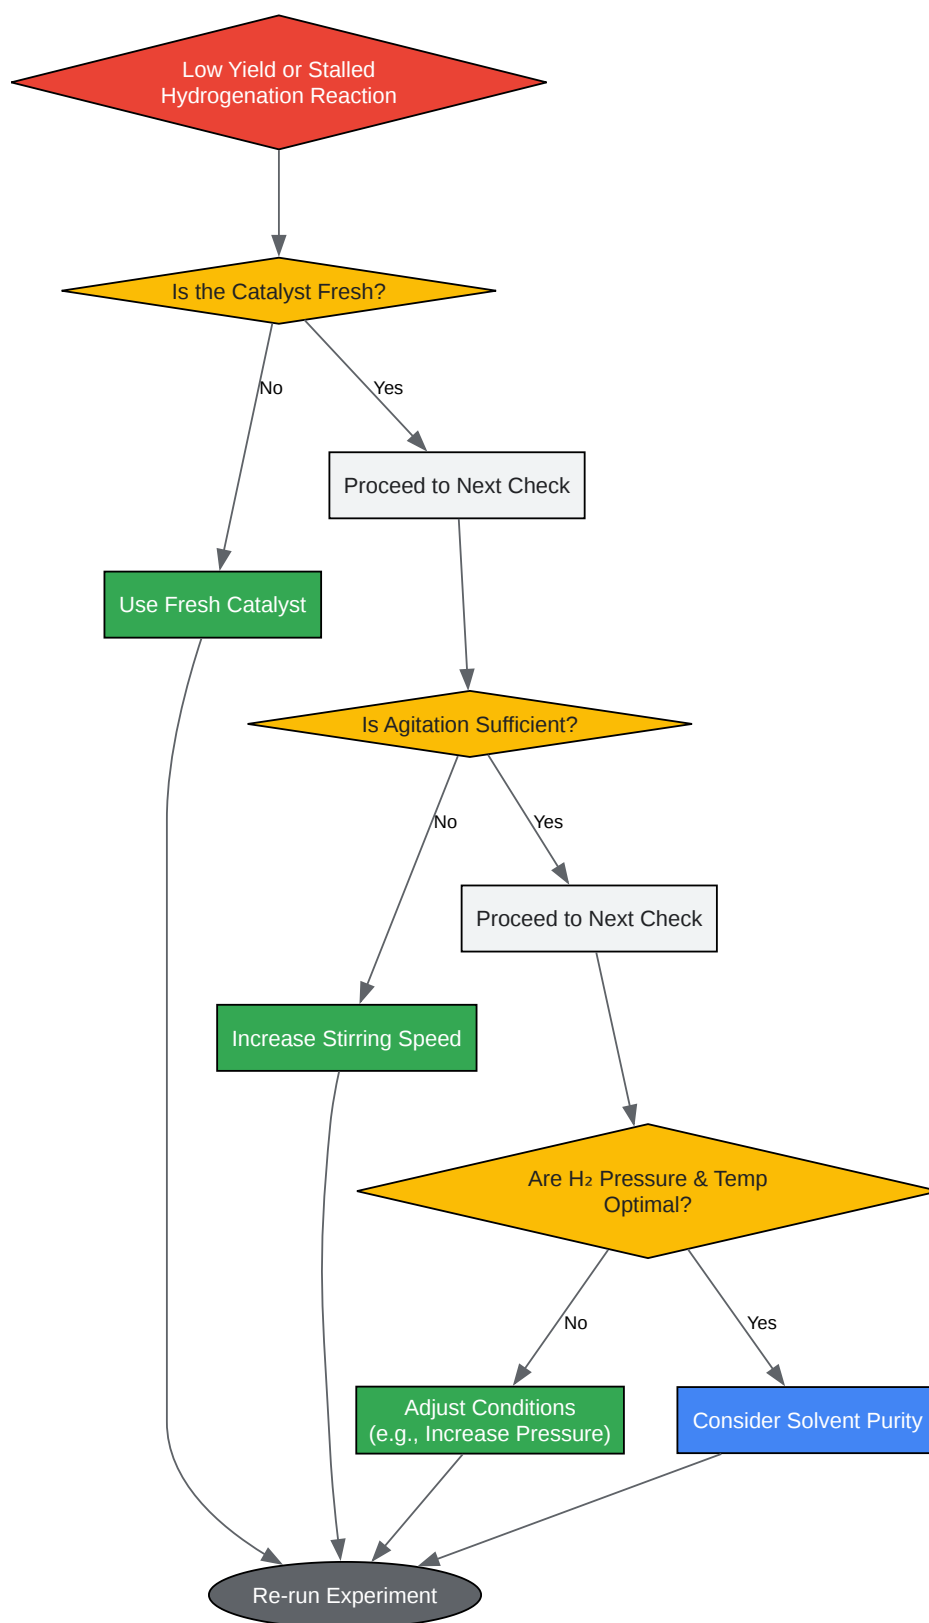 Low Yield or Stalled
Hydrogenation Reaction
Is the Catalyst Fresh?
No
Yes
Proceed to Next Check
Use Fresh Catalyst
Is Agitation Sufficient?
No
Yes
Proceed to Next Check
Increase Stirring Speed
Are H₂ Pressure & Temp
Optimal?
No
Yes
Adjust Conditions
(e.g., Increase Pressure)
Consider Solvent Purity
Re-run Experiment